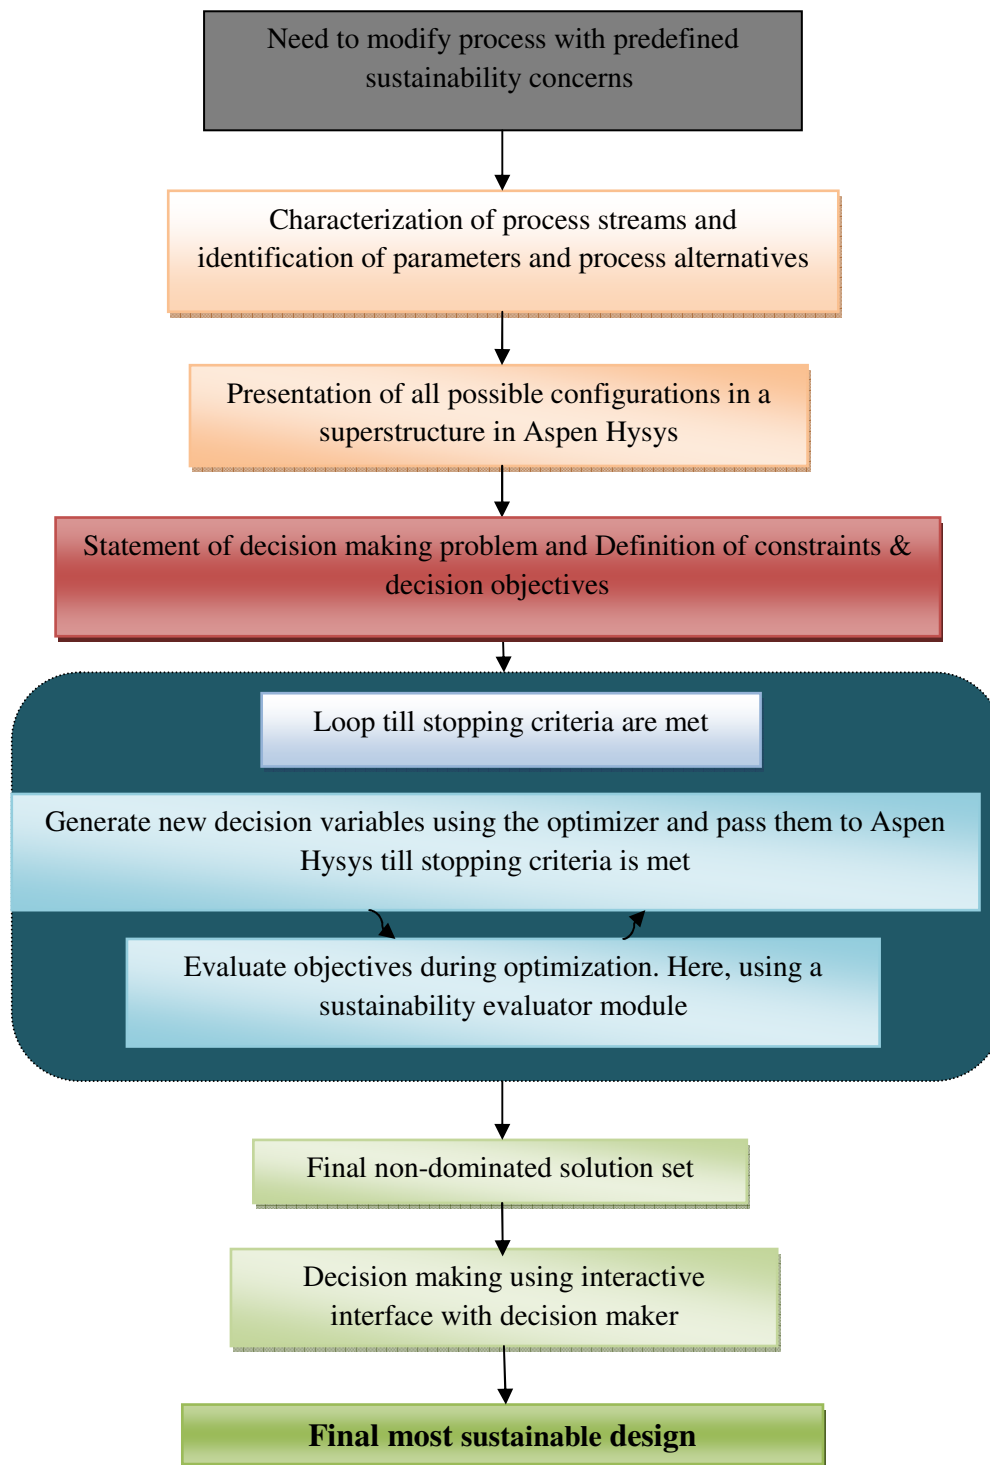 Need to modify process with predefined
sustainability concerns
Characterization of process streams and
identification of parameters and process alternatives
Presentation of all possible configurations in a
superstructure in Aspen Hysys
Statement of decision making problem and Definition of constraints &
decision objectives
Loop till stopping criteria are met
Generate new decision variables using the optimizer and pass them to Aspen
Hysys till stopping criteria is met
Evaluate objectives during optimization. Here, using a
sustainability evaluator module
Final non-dominated solution set
Decision making using interactive
interface with decision maker
Final most sustainable design